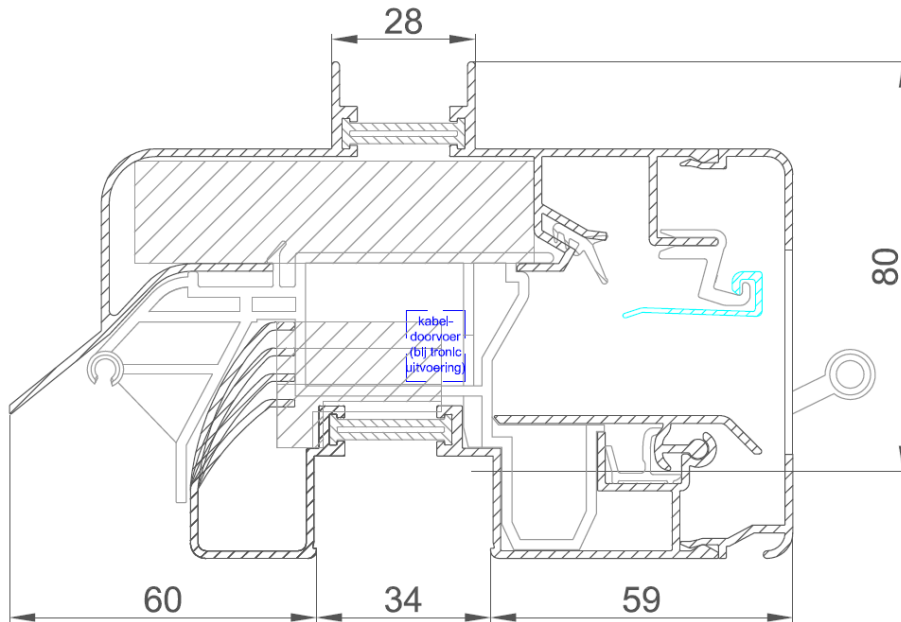 28
80
kabel-
doorvoer
(bij tronic
uitvoering)
60
34
59